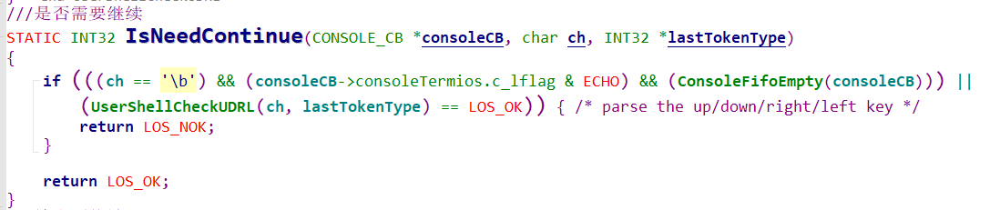 ///是否需要继续
STATIC INT32 IsNeedContinue(CONSOLE_CB *consoleCB, char ch, INT32 *lastTokenType)
{
    if (((ch == '\b') && (consoleCB->consoleTermios.c_lflag & ECHO) && (ConsoleFifoEmpty(consoleCB))) ||
        (UserShellCheckUDRL(ch, lastTokenType) == LOS_OK)) { /* parse the up/down/right/left key */
        return LOS_NOK;
    }

    return LOS_OK;
}